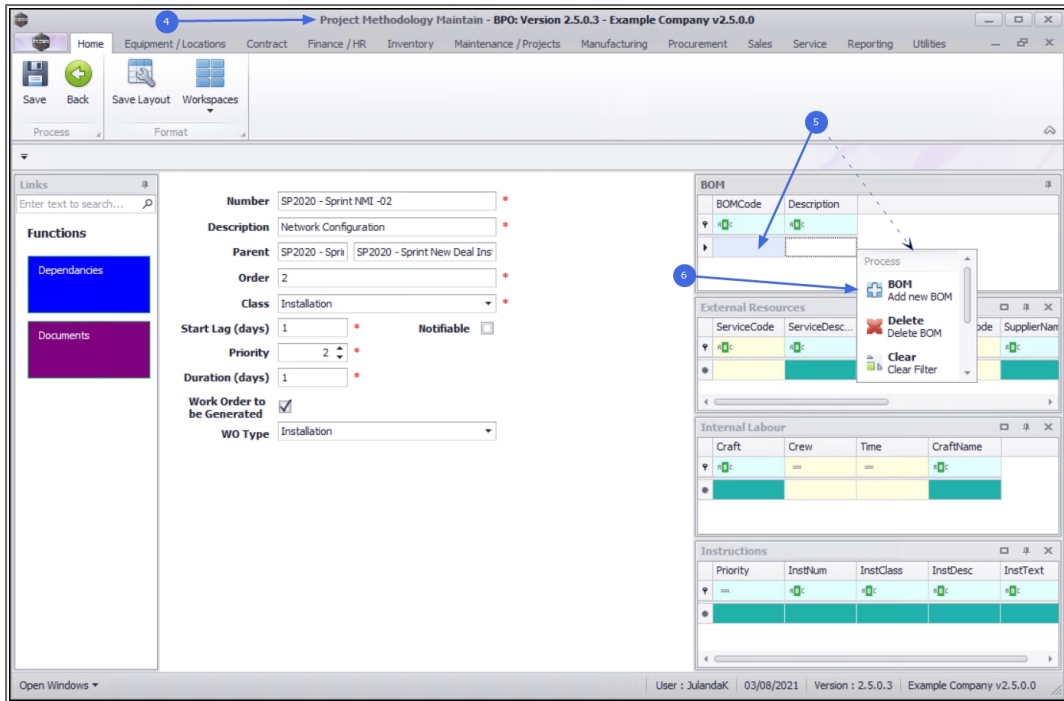 4
Project Methodology Maintain - BPO: Version 2.5.0.3 - Example Company v2.5.0.0
Home Equipment / Locations Contract Finance / HR Inventory Maintenance / Projects Manufacturing Procurement Sales Service Reporting Utilities
Save Back Save Layout Workspaces
Process Format
5
Links
Enter text to search...
Functions
Dependancies
Documents
Number SP2020 - Sprint NMI -02 *
Description Network Configuration *
Parent SP2020 - Spri SP2020 - Sprint New Deal Ins
Order 2 *
Class Installation *
Start Lag (days) 1 * Notifiable
Priority 2 *
Duration (days) 1 *
Work Order to
be Generated
WO Type Installation
BOM
BOMCode Description
6
Process
BOM
Add new BOM
Delete
Delete BOM
Clear
Clear Filter
External Resources
ServiceCode ServiceDesc... ode SupplierNam
Internal Labour
Craft Crew Time CraftName
= =
Instructions
Priority InstNum InstClass InstDesc InstText
=
Open Windows User : JulandaK 03/08/2021 Version : 2.5.0.3 Example Company v2.5.0.0